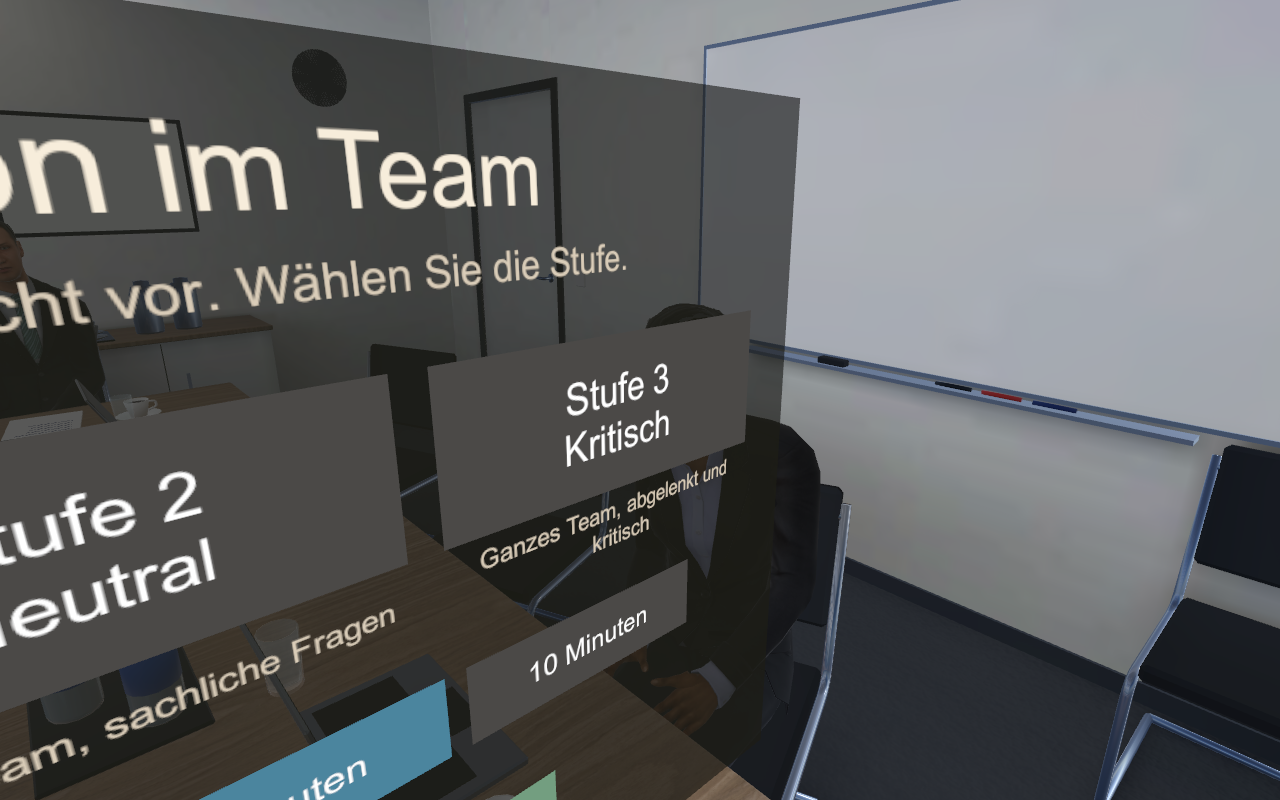 on im Team
cht vor. Wählen Sie die Stufe.
Stufe 3
Kritisch
Ganzes Team, abgelenkt und
kritisch
tufe 2
eutral
am, sachliche Fragen
10 Minuten
uten